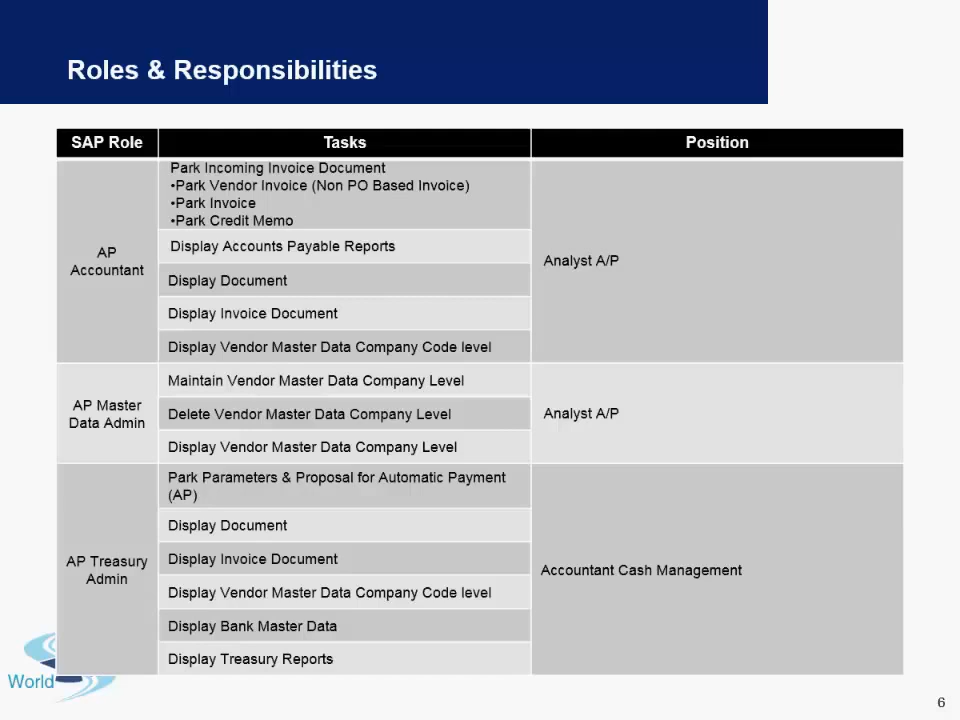 Roles & Responsibilities
SAP Role Tasks Position
AP
Accountant
Park Incoming Invoice Document
•Park Vendor Invoice (Non PO Based Invoice)
•Park Invoice
•Park Credit Memo
Display Accounts Payable Reports
Display Document
Display Invoice Document
Display Vendor Master Data Company Code level
Analyst A/P
AP Master
Data Admin
Maintain Vendor Master Data Company Level
Delete Vendor Master Data Company Level
Display Vendor Master Data Company Level
Analyst A/P
AP Treasury
Admin
Park Parameters & Proposal for Automatic Payment
(AP)
Display Document
Display Invoice Document
Display Vendor Master Data Company Code level
Display Bank Master Data
Display Treasury Reports
Accountant Cash Management
World
6